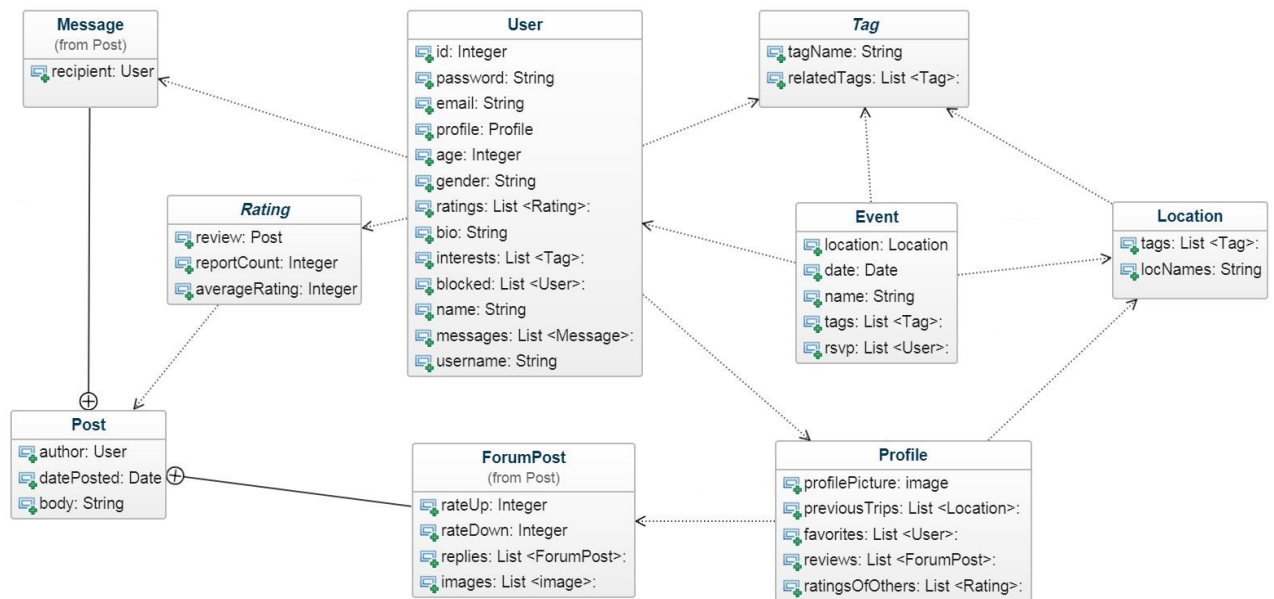 Message
(from Post)
recipient: User
User
id: Integer
password: String
email: String
profile: Profile
age: Integer
gender: String
ratings: List <Rating>:
bio: String
interests: List <Tag>:
blocked: List <User>:
name: String
messages: List <Message>:
username: String
Tag
tagName: String
relatedTags: List <Tag>:
Rating
review: Post
reportCount: Integer
averageRating: Integer
Event
location: Location
date: Date
name: String
tags: List <Tag>:
rsvp: List <User>:
Location
tags: List <Tag>:
locNames: String
Post
author: User
datePosted: Date
body: String
ForumPost
(from Post)
rateUp: Integer
rateDown: Integer
replies: List <ForumPost>:
images: List <image>:
Profile
profilePicture: image
previousTrips: List <Location>:
favorites: List <User>:
reviews: List <ForumPost>:
ratingsOfOthers: List <Rating>: